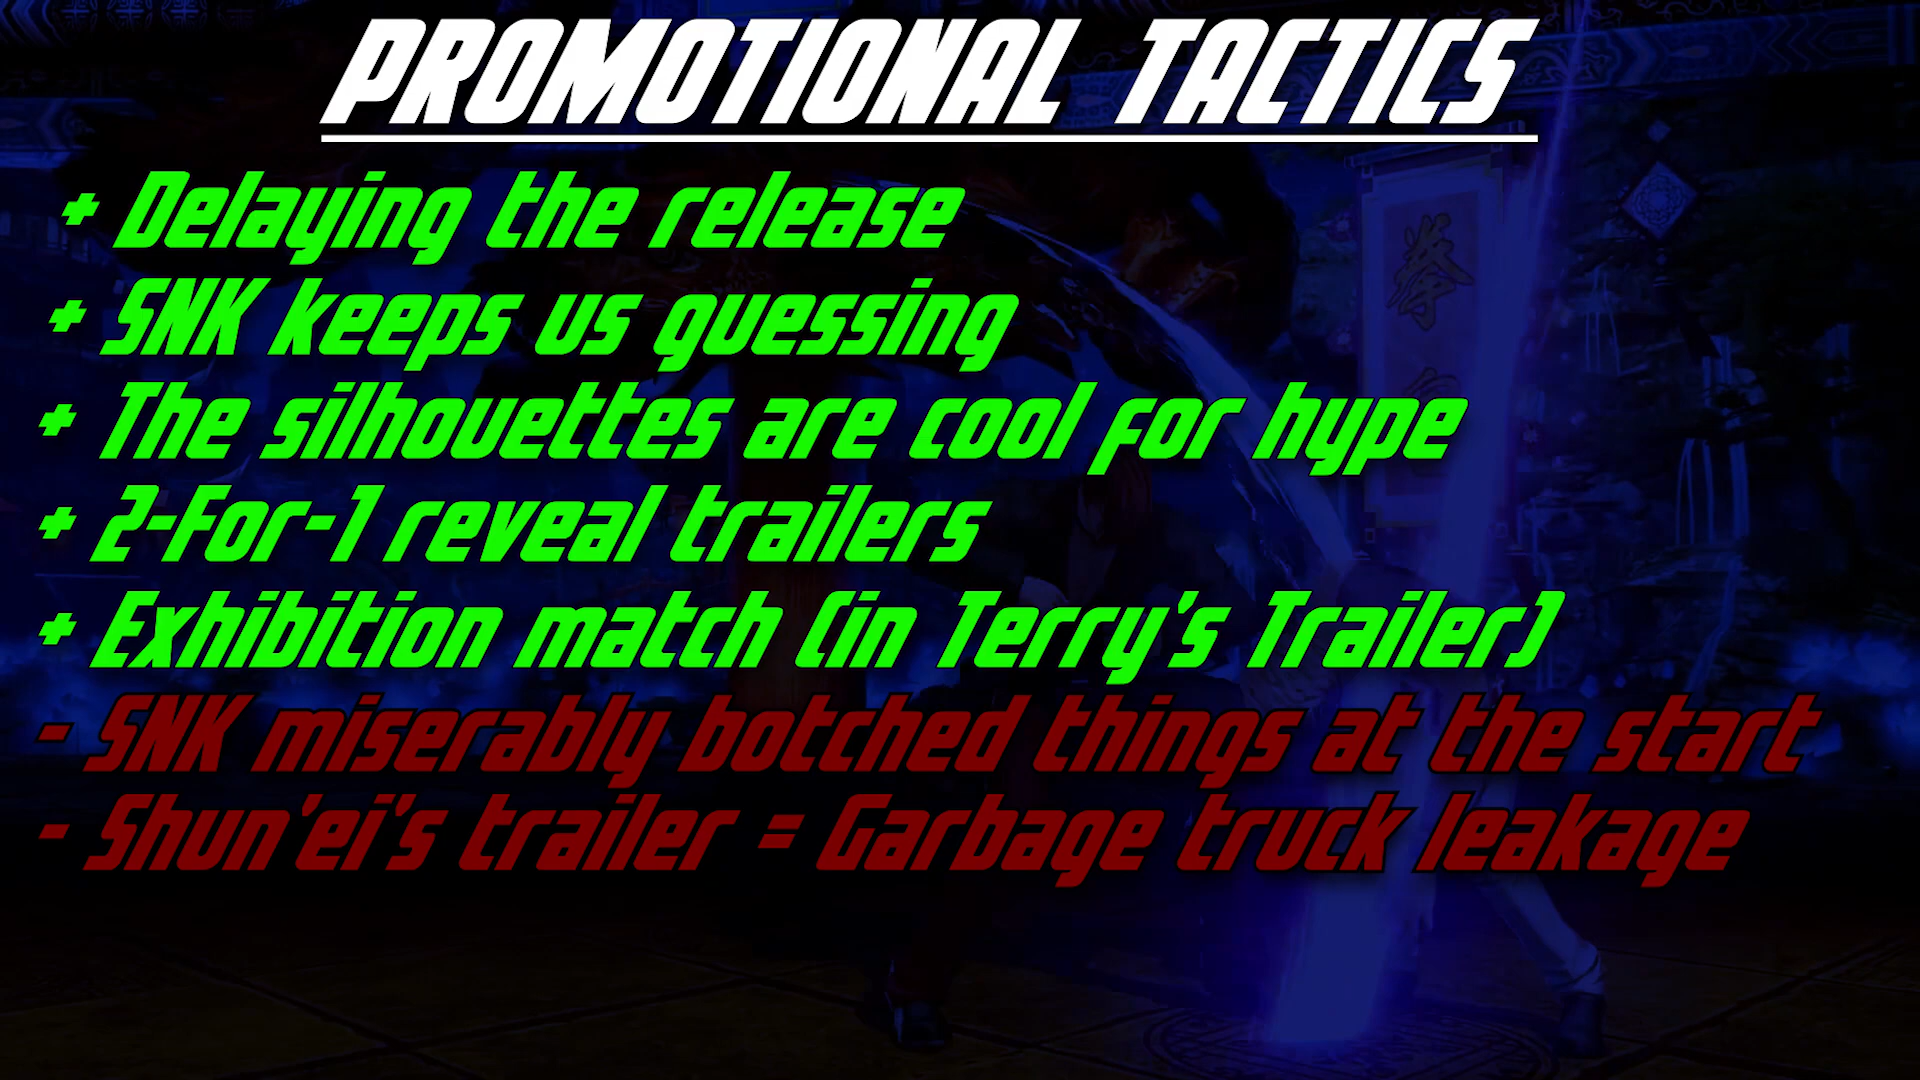 PROMOTIONAL TACTICS
+ Delaying the release
+ SNK keeps us guessing
+ The silhouettes are cool for hype
+ 2-For-1 reveal trailers
+ Exhibition match (in Terry's Trailer)
- SNK miserably botched things at the start
- Shun'ei's trailer = Garbage truck leakage